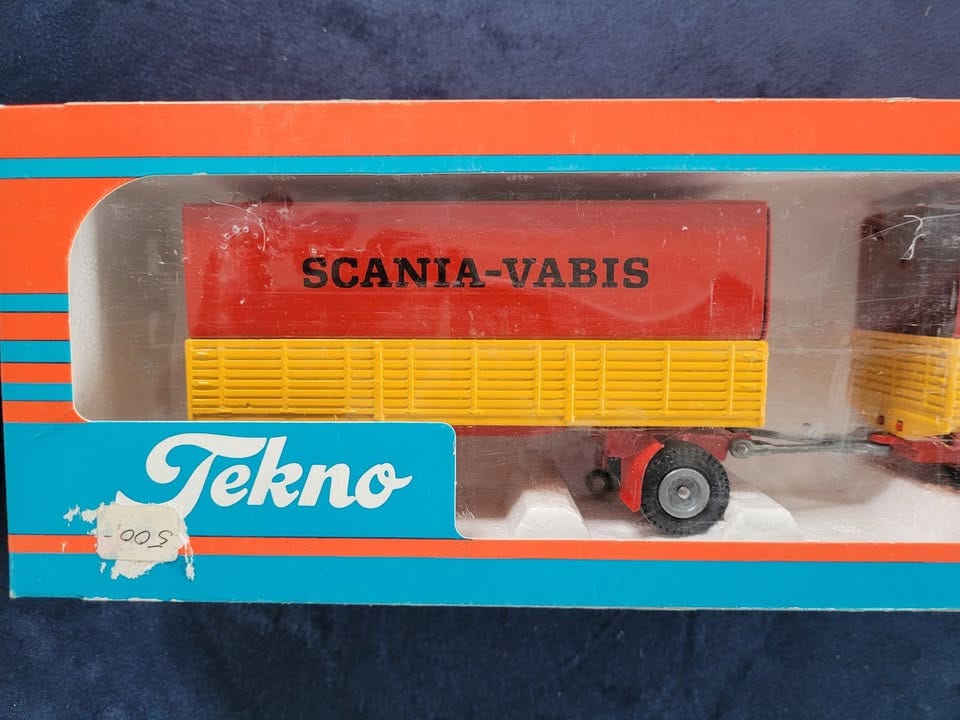 SCANIA-VABIS
Tekno
500,-